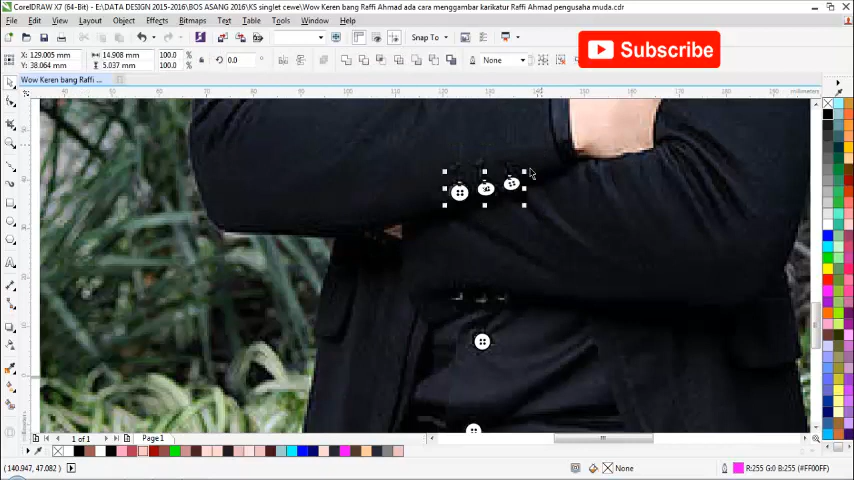 CorelDRAW X7 (64-Bit) - E:\DATA DESIGN 2015-2016\BOS ASANG 2016\KS singlet cewe\Wow Keren bang Raffi Ahmad ada cara menggambar karikatur Raffi Ahmad pengusaha muda.cdr
File Edit View Layout Object Effects Bitmaps Text Table Tools Window Help
Snap To
Subscribe
X: 129.005 mm 14.908 mm 100.0 % 0.0 None
Y: 38.064 mm 5.037 mm 100.0 %
Wow Keren bang Raffi ...
millimeters
1 of 1 Page 1
(140.947, 47.082) None R:255 G:0 B:255 (#FF00FF)